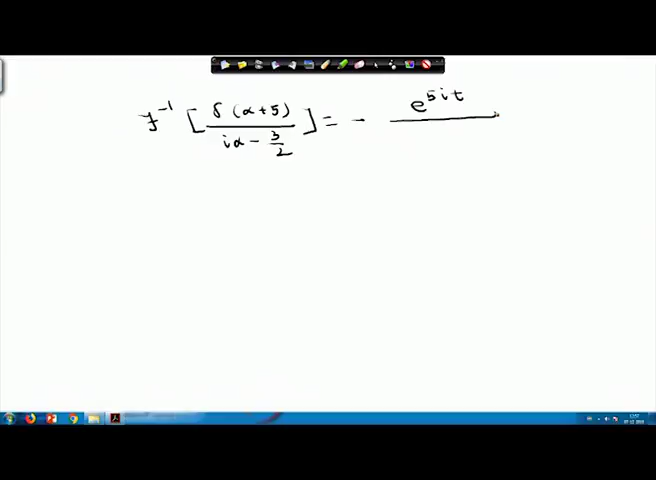 ℱ⁻¹ [ δ(α+5) / (iα − 3/2) ] = − e^{5it} /